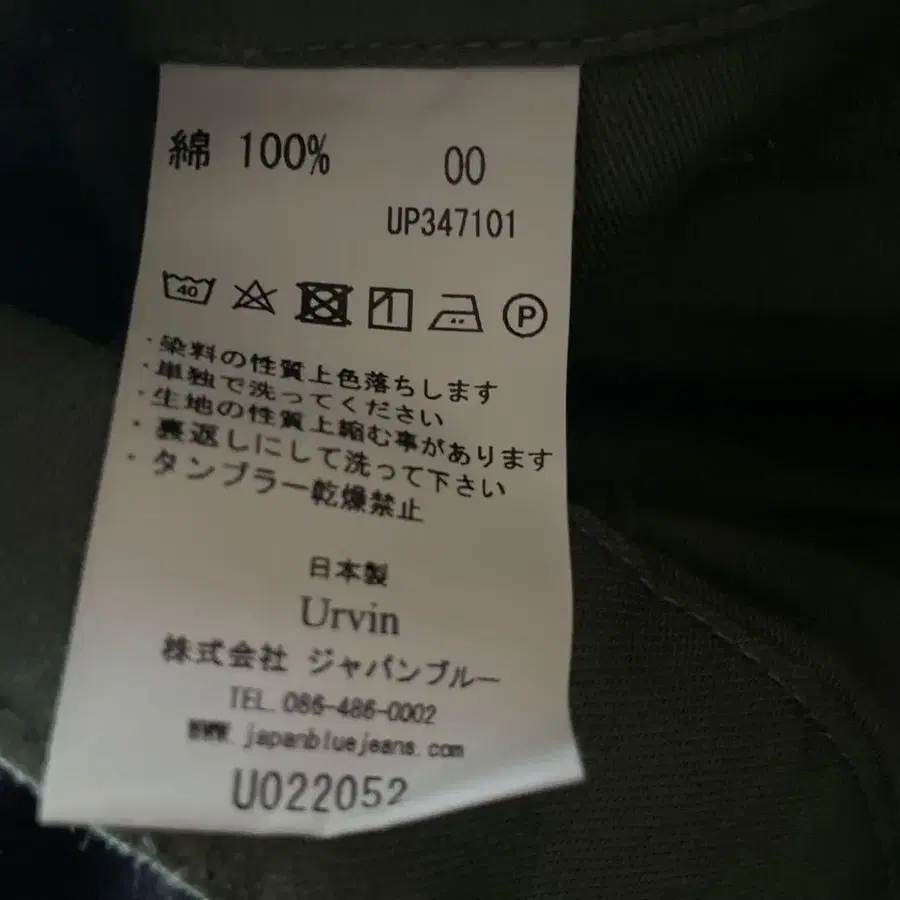 綿 100%
00
UP347101
40
P
・染料の性質上色落ちします
・単独で洗ってください
・生地の性質上縮む事があります
・裏返しにして洗って下さい
・タンブラー乾燥禁止
日本製
Urvin
株式会社 ジャパンブルー
TEL.086-486-0002
www.japanbluejeans.com
U022052